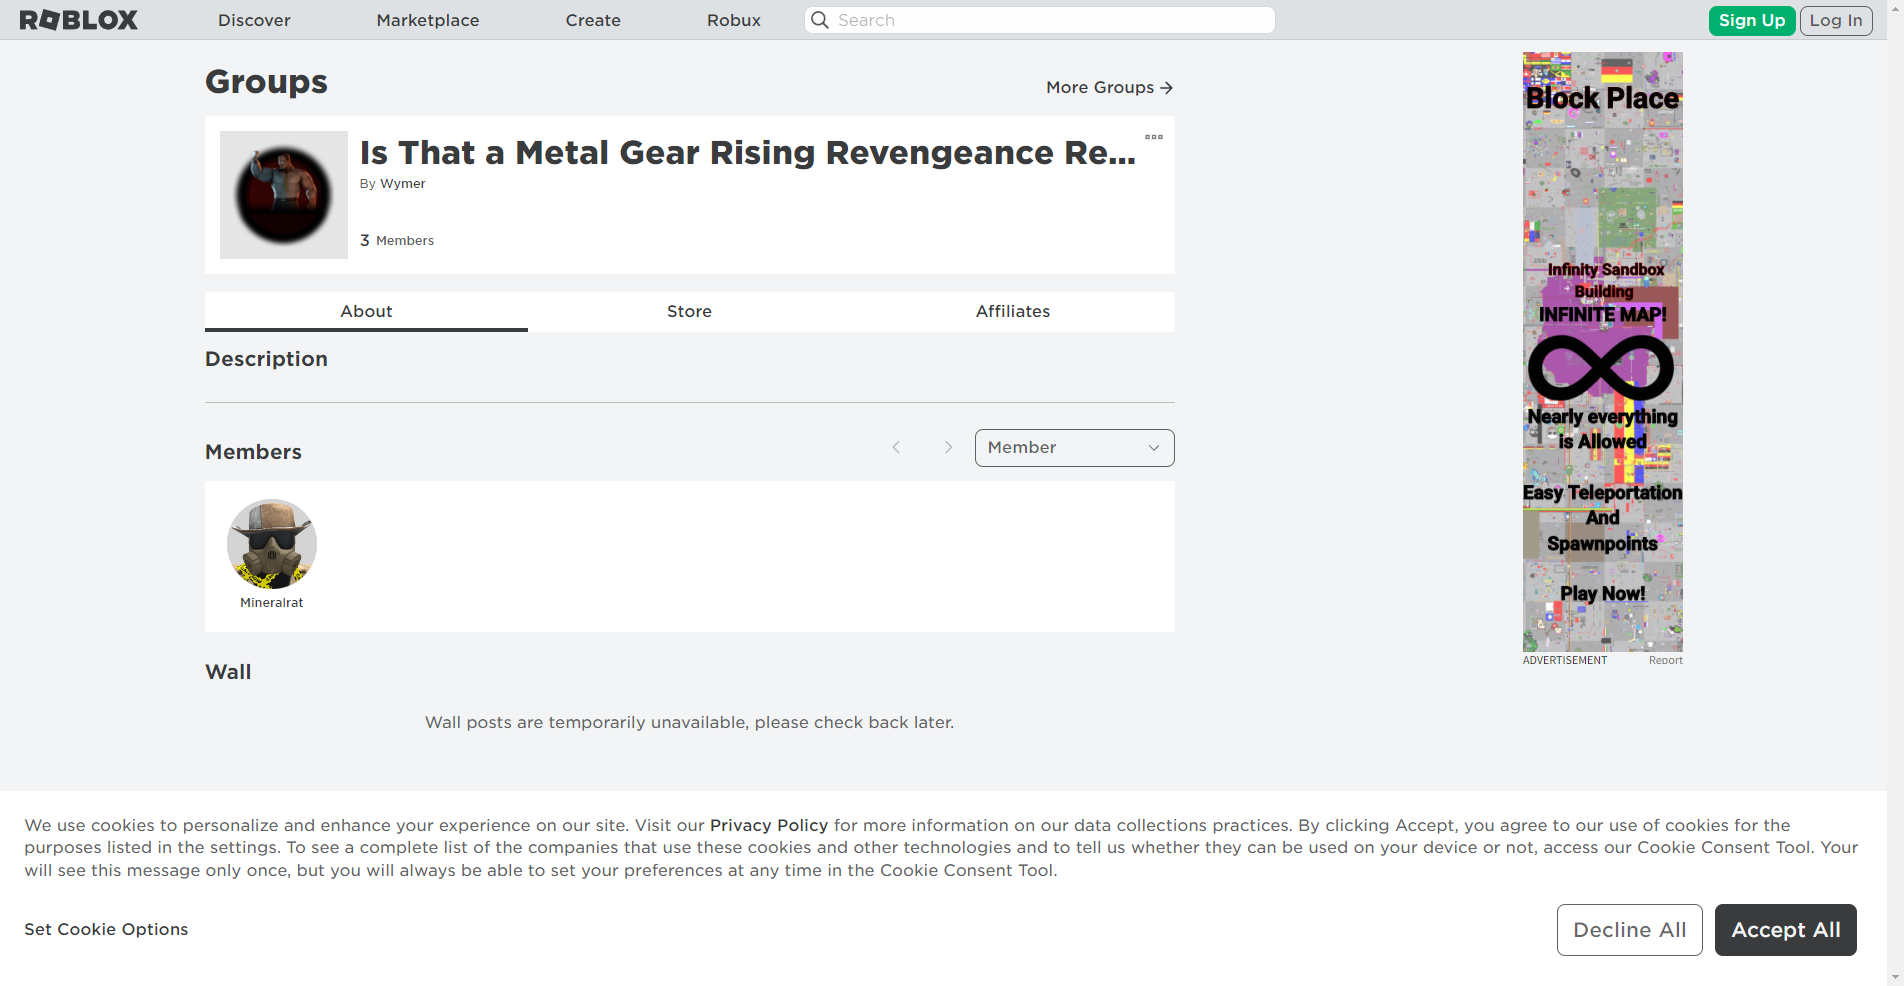 ROBLOX
Discover
Marketplace
Create
Robux
Search
Sign Up
Log In
Groups
More Groups
Is That a Metal Gear Rising Revengeance Re...
By Wymer
3 Members
About
Store
Affiliates
Description
Members
Member
Mineralrat
Wall
Wall posts are temporarily unavailable, please check back later.
Block Place
Infinity Sandbox
Building
INFINITE MAP!
Nearly everything
is Allowed
Easy Teleportation
And
Spawnpoints
Play Now!
ADVERTISEMENT
Report
We use cookies to personalize and enhance your experience on our site. Visit our Privacy Policy for more information on our data collections practices. By clicking Accept, you agree to our use of cookies for the
purposes listed in the settings. To see a complete list of the companies that use these cookies and other technologies and to tell us whether they can be used on your device or not, access our Cookie Consent Tool. Your
will see this message only once, but you will always be able to set your preferences at any time in the Cookie Consent Tool.
Set Cookie Options
Decline All
Accept All